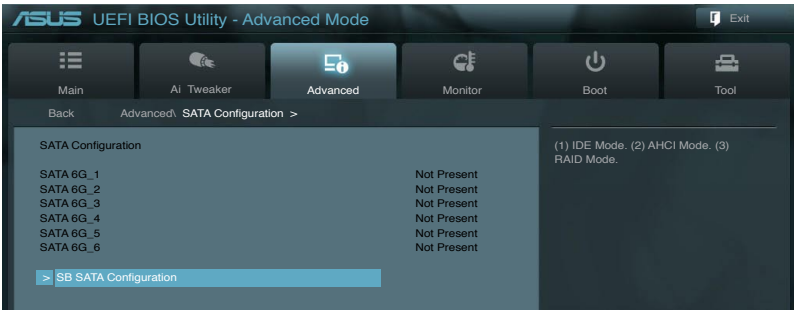 ASUS UEFI BIOS Utility - Advanced Mode
Exit
Main
Ai Tweaker
Advanced
Monitor
Boot
Tool
Back Advanced\ SATA Configuration >
SATA Configuration
SATA 6G_1 Not Present
SATA 6G_2 Not Present
SATA 6G_3 Not Present
SATA 6G_4 Not Present
SATA 6G_5 Not Present
SATA 6G_6 Not Present
> SB SATA Configuration
(1) IDE Mode. (2) AHCI Mode. (3)
RAID Mode.